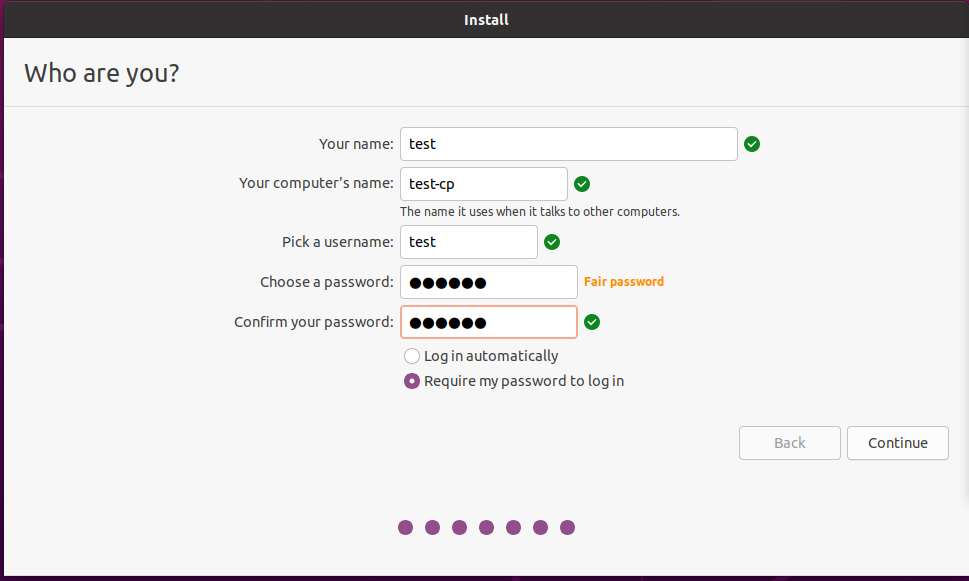 Install
Who are you?
Your name: test
Your computer's name: test-cp
The name it uses when it talks to other computers.
Pick a username: test
Choose a password: ●●●●●● Fair password
Confirm your password: ●●●●●●
Log in automatically
Require my password to log in
Back Continue